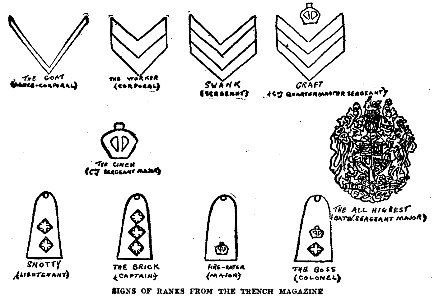 THE GOAT
(LANCE-CORPORAL)
THE WORKER
(CORPORAL)
SWANK
(SERGEANT)
GRAFT
(QUARTERMASTER SERGEANT)
THE CINCH
(SERGEANT MAJOR)
THE ALL HIGHEST
(BATN. SERGEANT MAJOR)
SNOTTY
(LIEUTENANT)
THE BRICK
(CAPTAIN)
FIRE-EATER
(MAJOR)
THE BOSS
(COLONEL)
SIGNS OF RANKS FROM THE TRENCH MAGAZINE